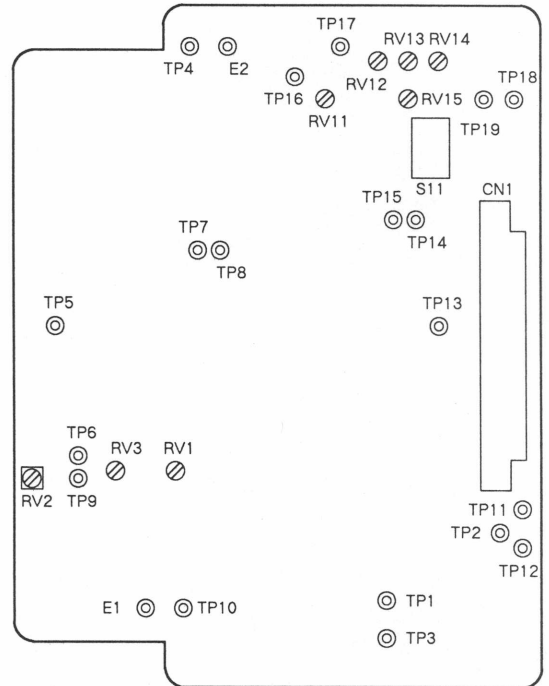 TP17
RV13 RV14
TP4 E2
RV12
TP16
TP18
RV15
RV11
TP19
S11 CN1
TP15
TP14
TP7
TP8
TP5
TP13
TP6
RV3 RV1
RV2
TP9
TP11
TP2
TP12
E1
TP10
TP1
TP3